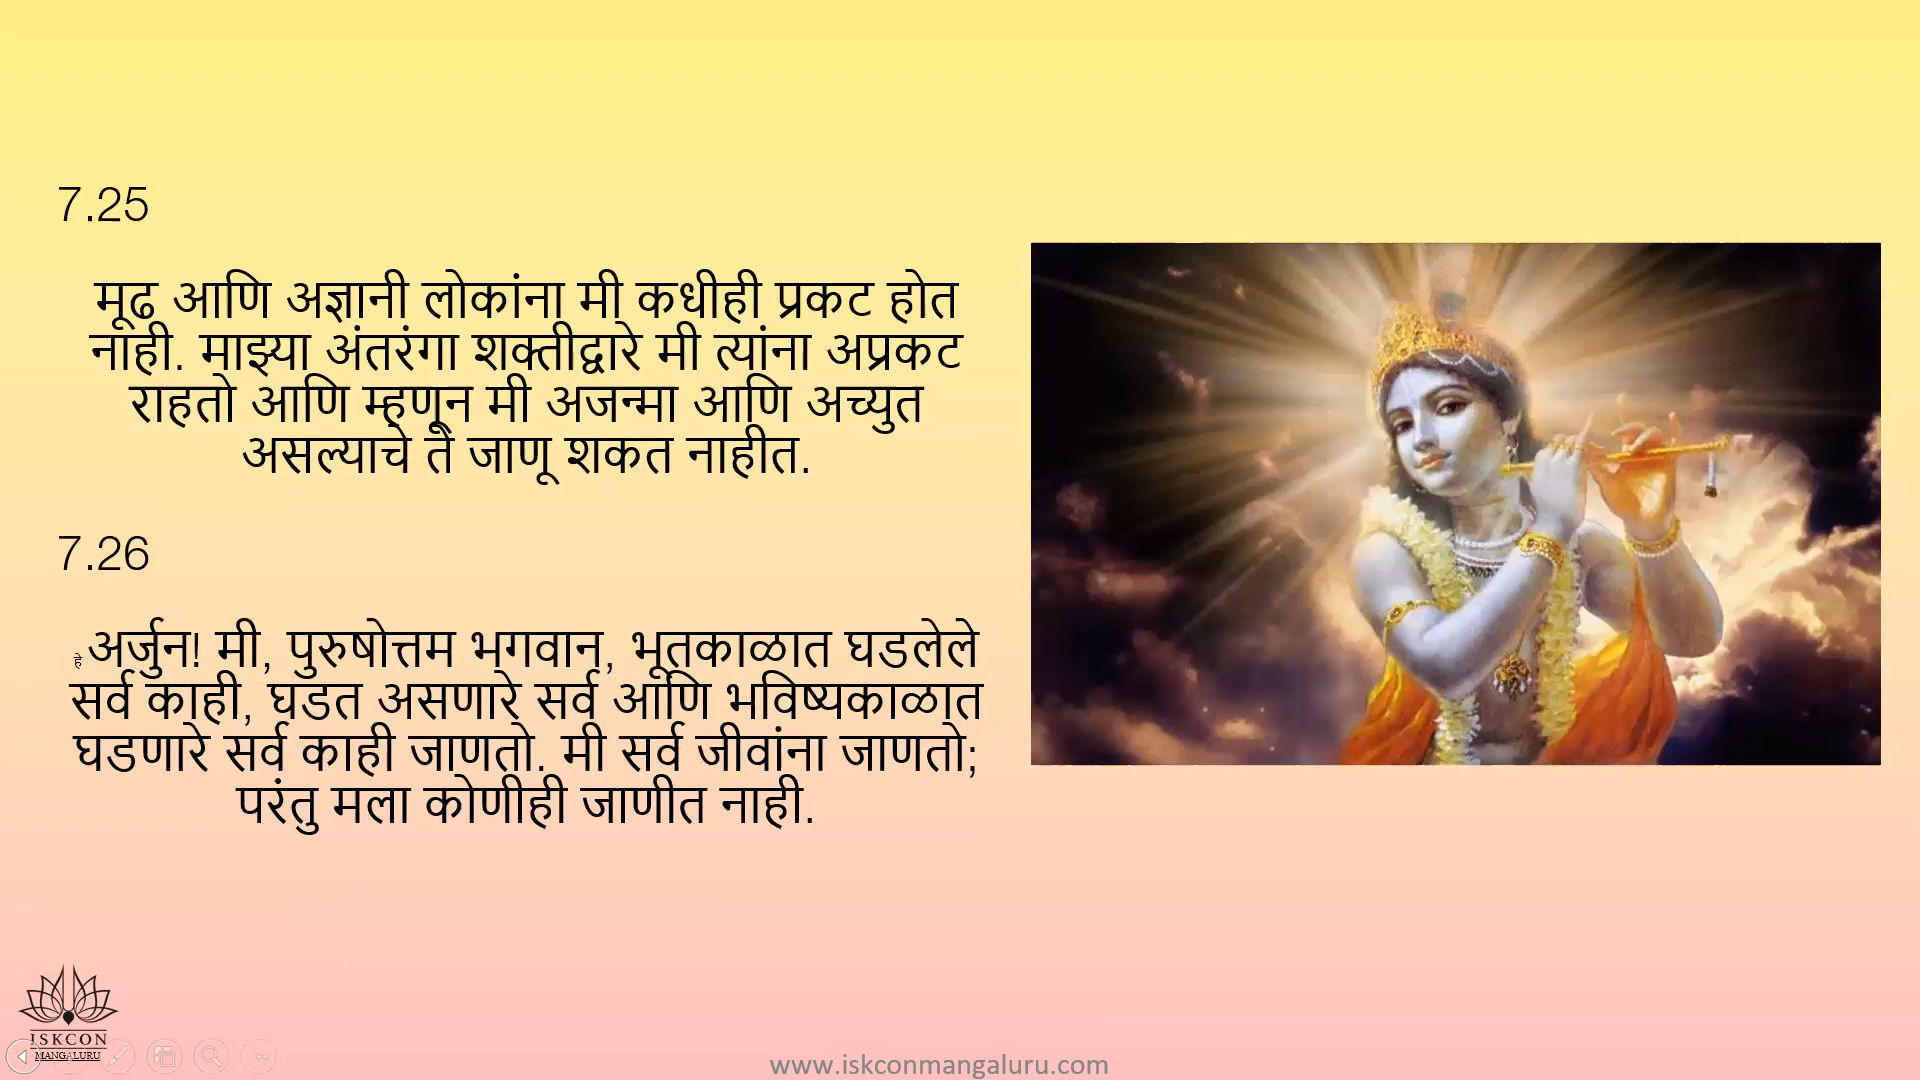 7.25
मूढ आणि अज्ञानी लोकांना मी कधीही प्रकट होत
नाही. माझ्या अंतरंगा शक्तीद्वारे मी त्यांना अप्रकट
राहतो आणि म्हणून मी अजन्मा आणि अच्युत
असल्याचे ते जाणू शकत नाहीत.
7.26
हे अर्जुन! मी, पुरुषोत्तम भगवान, भूतकाळात घडलेले
सर्व काही, घडत असणारे सर्व आणि भविष्यकाळात
घडणारे सर्व काही जाणतो. मी सर्व जीवांना जाणतो;
परंतु मला कोणीही जाणीत नाही.
ISKCON
MANGALURU
www.iskconmangaluru.com